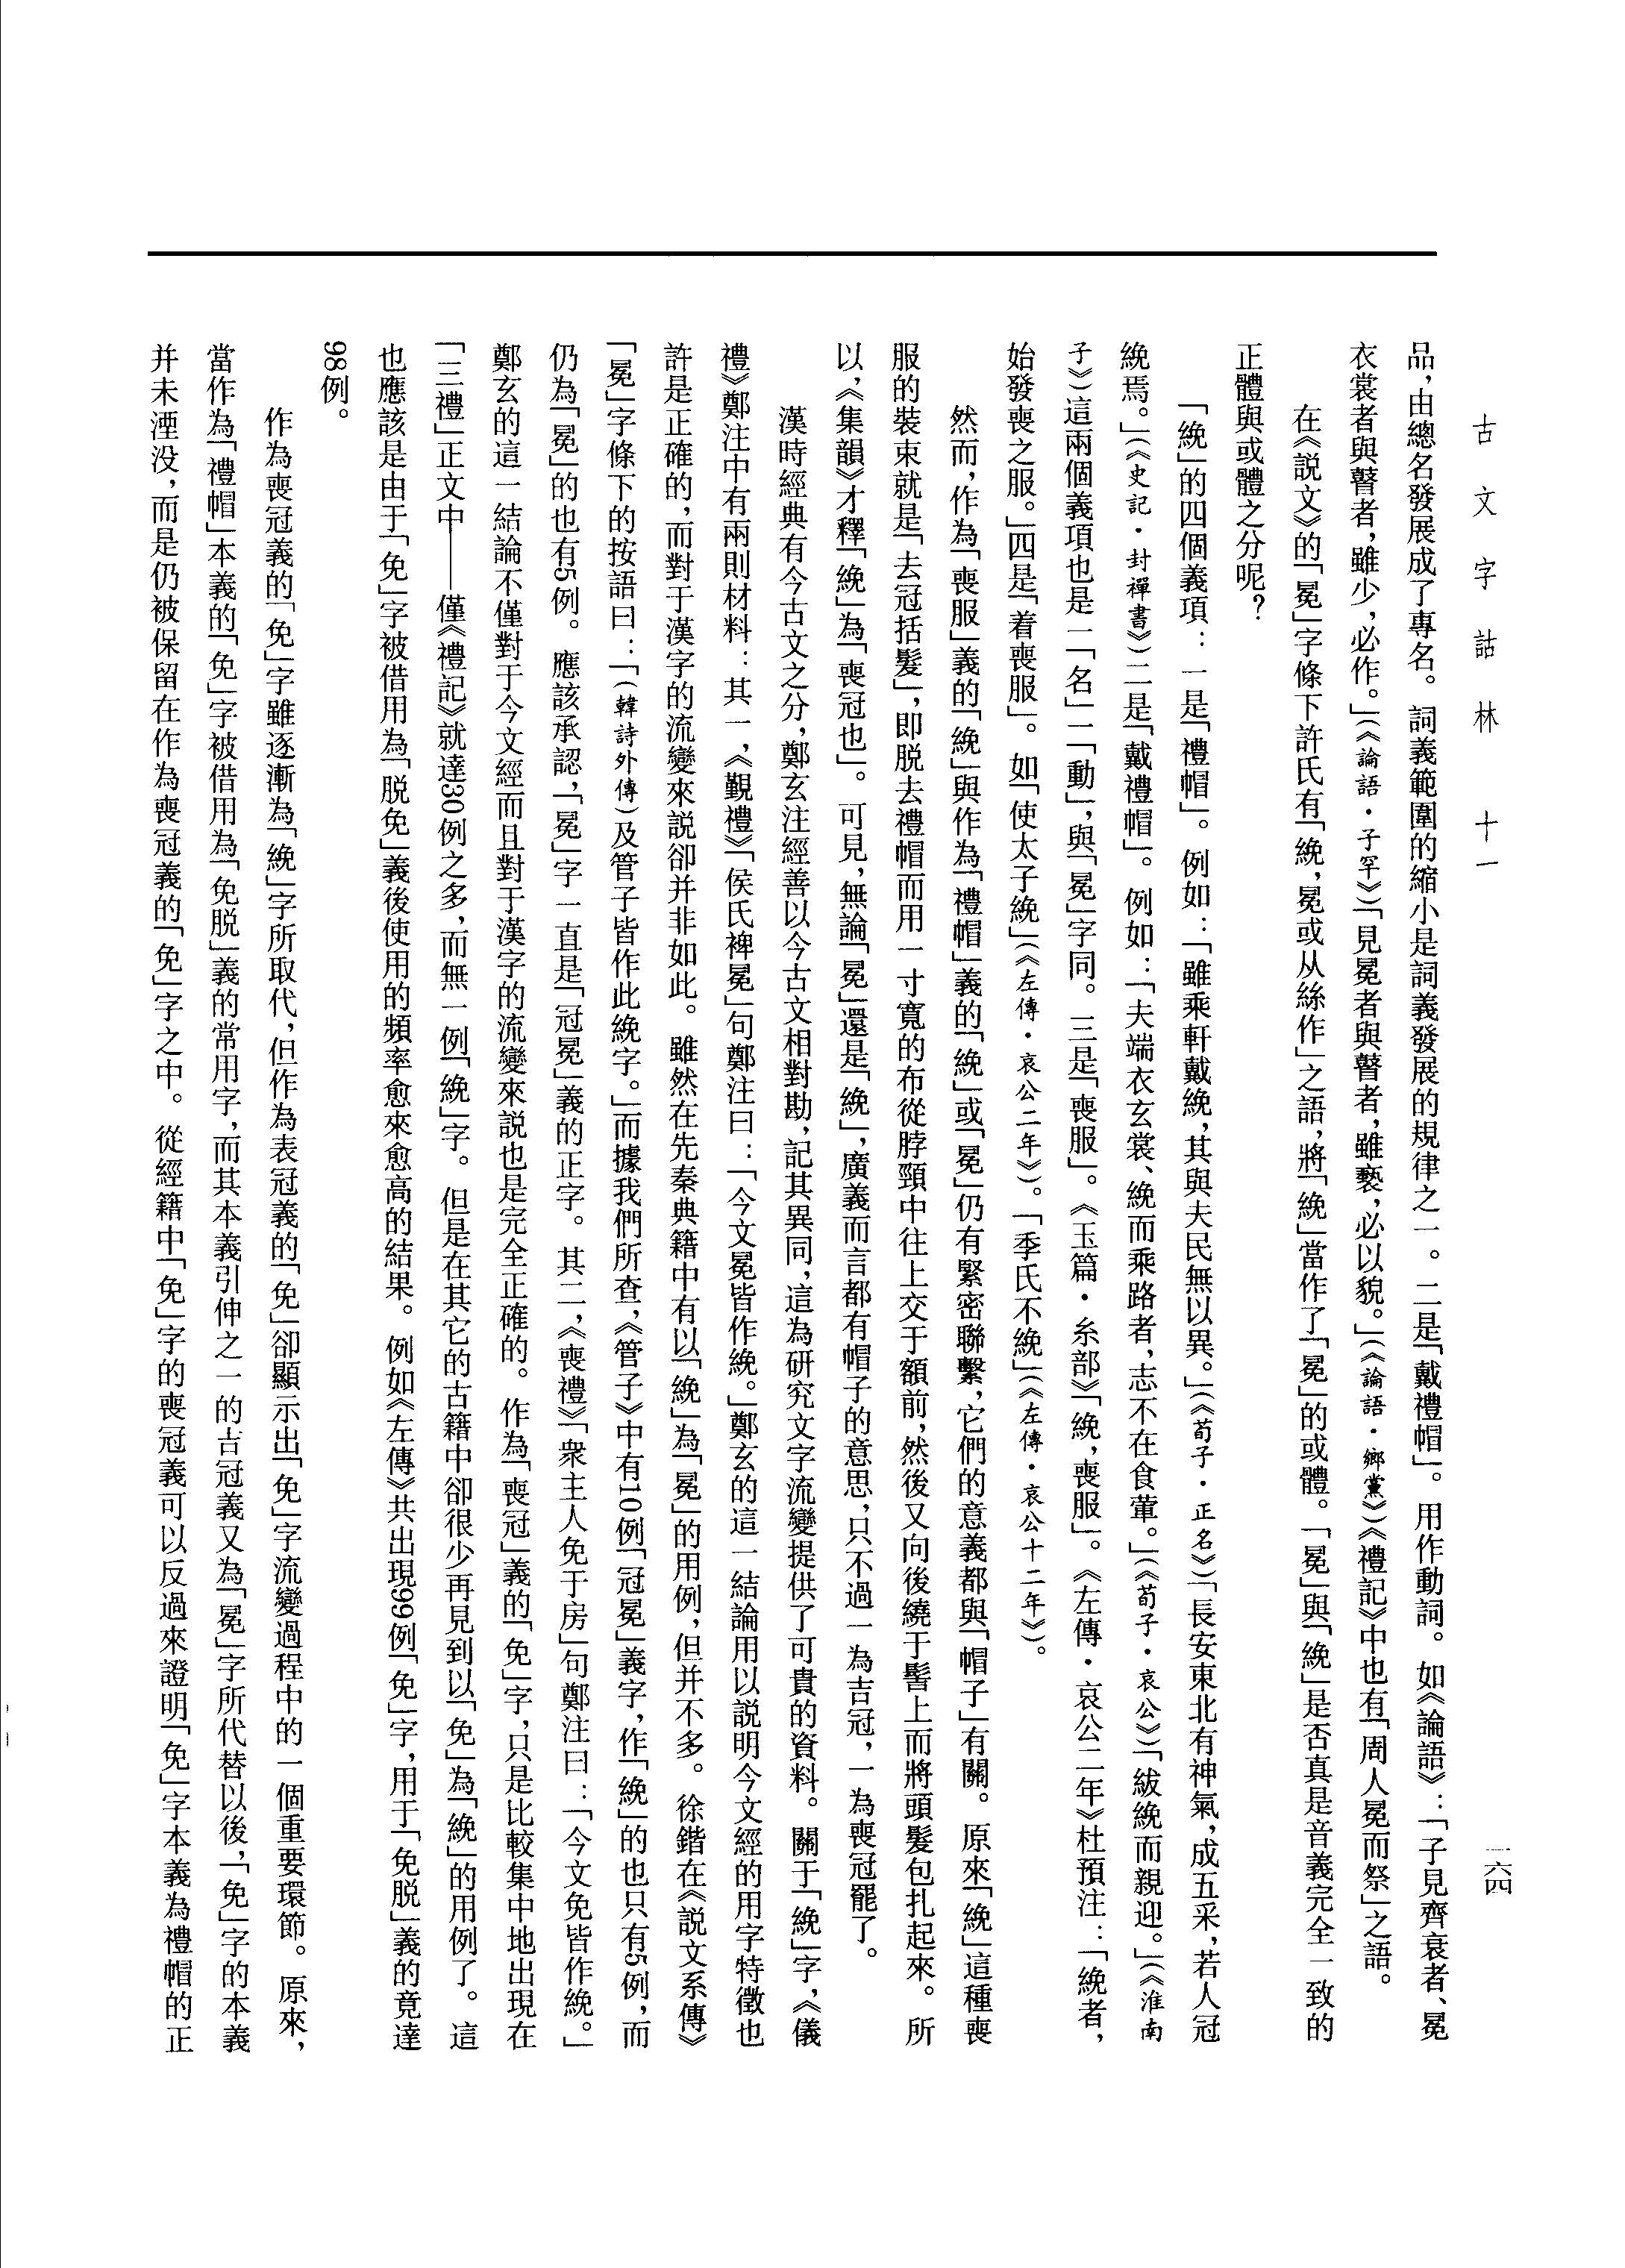 古文字詁林 十一
一六四
品，由總名發展成了專名。詞義範圍的縮小是詞義發展的規律之一。二是「戴禮帽」。用作動詞。如《論語》：「子見齊衰者、冕
衣裳者與瞽者，雖少，必作。」（《論語·子罕》）「見冕者與瞽者，雖褻，必以貌。」（《論語·鄉黨》）《禮記》中也有「周人冕而祭」之語。
在《説文》的「冕」字條下許氏有「絻，冕或从絲作」之語，將「絻」當作了「冕」的或體。「冕」與「絻」是否真是音義完全一致的
正體與或體之分呢？
「絻」的四個義項：一是「禮帽」。例如：「雖乘軒戴絻，其與夫民無以異。」（《荀子·正名》）「長安東北有神氣，成五采，若人冠
絻焉。」（《史記·封禪書》）二是「戴禮帽」。例如：「夫端衣玄裳、絻而乘路者，志不在食葷。」（《荀子·哀公》）「紱絻而親迎。」（《淮南
子》）這兩個義項也是一「名」一「動」，與「冕」字同。三是「喪服」。《玉篇·糸部》「絻，喪服」。《左傳·哀公二年》杜預注：「絻者，
始發喪之服。」四是「着喪服」。如「使太子絻」（《左傳·哀公二年》）。「季氏不絻」（《左傳·哀公十二年》）。
然而，作為「喪服」義的「絻」與作為「禮帽」義的「絻」或「冕」仍有緊密聯繫，它們的意義都與「帽子」有關。原來「絻」這種喪
服的裝束就是「去冠括髮」，即脱去禮帽而用一寸寬的布從脖頸中往上交于額前，然後又向後繞于髻上而將頭髮包扎起來。所
以，《集韻》才釋「絻」為「喪冠也」。可見，無論「冕」還是「絻」，廣義而言都有帽子的意思，只不過一為吉冠，一為喪冠罷了。
漢時經典有今古文之分，鄭玄注經善以今古文相對勘，記其異同，這為研究文字流變提供了可貴的資料。關于「絻」字，《儀
禮》鄭注中有兩則材料：其一，《覲禮》「侯氏裨冕」句鄭注曰：「今文冕皆作絻。」鄭玄的這一結論用以説明今文經的用字特徵也
許是正確的，而對于漢字的流變來説卻并非如此。雖然在先秦典籍中有以「絻」為「冕」的用例，但并不多。徐鍇在《説文系傳》
「冕」字條下的按語曰：「（韓詩外傳）及管子皆作此絻字。」而據我們所查，《管子》中有10例「冠冕」義字，作「絻」的也只有5例，而
仍為「冕」的也有5例。應該承認，「冕」字一直是「冠冕」義的正字。其二，《喪禮》「衆主人免于房」句鄭注曰：「今文免皆作絻。」
鄭玄的這一結論不僅對于今文經而且對于漢字的流變來説也是完全正確的。作為「喪冠」義的「免」字，只是比較集中地出現在
「三禮」正文中——僅《禮記》就達30例之多，而無一例「絻」字。但是在其它的古籍中卻很少再見到以「免」為「絻」的用例了。這
也應該是由于「免」字被借用為「脱免」義後使用的頻率愈來愈高的結果。例如《左傳》共出現99例「免」字，用于「免脱」義的竟達
98例。
作為喪冠義的「免」字雖逐漸為「絻」字所取代，但作為表冠義的「免」卻顯示出「免」字流變過程中的一個重要環節。原來，
當作為「禮帽」本義的「免」字被借用為「免脱」義的常用字，而其本義引伸之一的吉冠義又為「冕」字所代替以後，「免」字的本義
并未湮没，而是仍被保留在作為喪冠義的「免」字之中。從經籍中「免」字的喪冠義可以反過來證明「免」字本義為禮帽的正